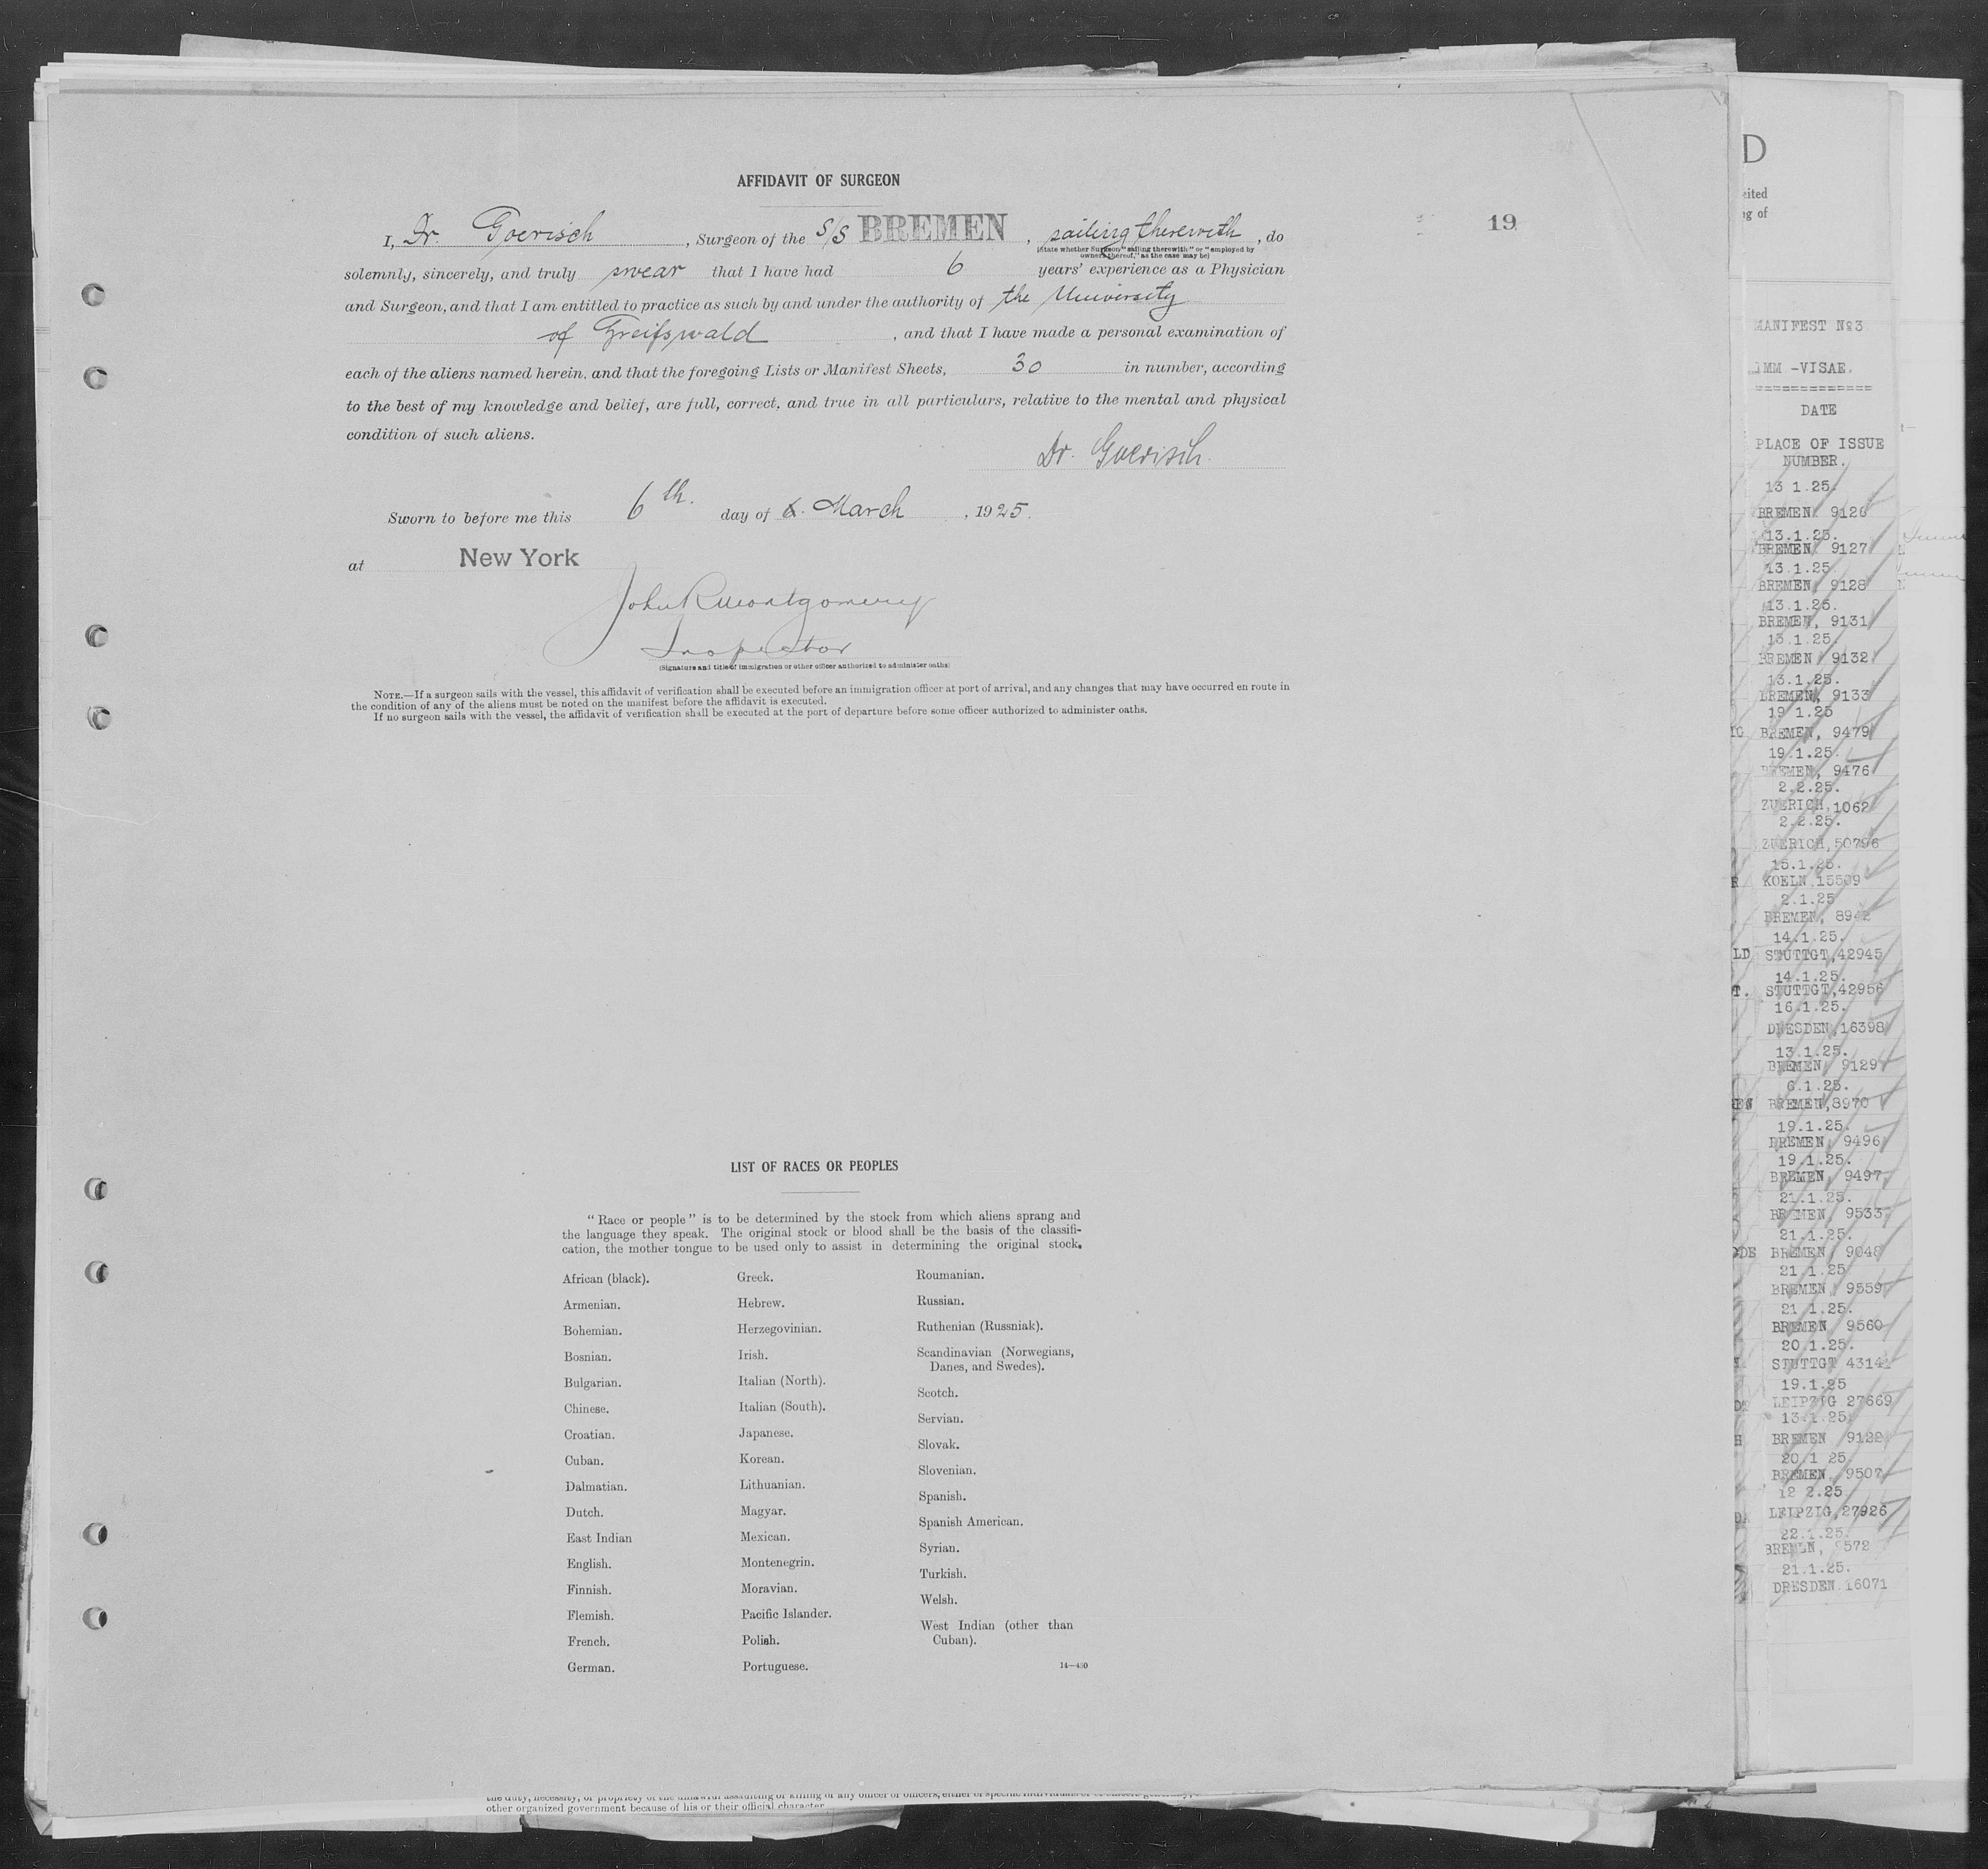 AFFIDAVIT OF SURGEON
19
I, Dr. Goerisch, Surgeon of the S/S BREMEN, sailing therewith, do
(State whether Surgeon "sailing therewith" or "employed by
owners thereof," as the case may be)
solemnly, sincerely, and truly swear that I have had 6 years' experience as a Physician
and Surgeon, and that I am entitled to practice as such by and under the authority of the University
of Greifswald, and that I have made a personal examination of
each of the aliens named herein, and that the foregoing Lists or Manifest Sheets, 30 in number, according
to the best of my knowledge and belief, are full, correct, and true in all particulars, relative to the mental and physical
condition of such aliens.
Dr. Goerisch.
Sworn to before me this 6th. day of March, 1925.
at New York
John R Montgomery
Inspector
(Signature and title of immigration or other officer authorized to administer oaths)
NOTE.—If a surgeon sails with the vessel, this affidavit of verification shall be executed before an immigration officer at port of arrival, and any changes that may have occurred en route in
the condition of any of the aliens must be noted on the manifest before the affidavit is executed.
If no surgeon sails with the vessel, the affidavit of verification shall be executed at the port of departure before some officer authorized to administer oaths.
LIST OF RACES OR PEOPLES
"Race or people" is to be determined by the stock from which aliens sprang and
the language they speak. The original stock or blood shall be the basis of the classifi-
cation, the mother tongue to be used only to assist in determining the original stock.
African (black).
Armenian.
Bohemian.
Bosnian.
Bulgarian.
Chinese.
Croatian.
Cuban.
Dalmatian.
Dutch.
East Indian
English.
Finnish.
Flemish.
French.
German.
Greek.
Hebrew.
Herzegovinian.
Irish.
Italian (North).
Italian (South).
Japanese.
Korean.
Lithuanian.
Magyar.
Mexican.
Montenegrin.
Moravian.
Pacific Islander.
Polish.
Portuguese.
Roumanian.
Russian.
Ruthenian (Russniak).
Scandinavian (Norwegians,
Danes, and Swedes).
Scotch.
Servian.
Slovak.
Slovenian.
Spanish.
Spanish American.
Syrian.
Turkish.
Welsh.
West Indian (other than
Cuban).
14—430
other organized government because of his or their official character
D
MANIFEST No3
IMM.-VISAE.
DATE
PLACE OF ISSUE
NUMBER.
13 1.25.
BREMEN 9126
13.1.25.
BREMEN 9127
13.1.25.
BREMEN 9128
13.1.25.
BREMEN, 9131
13.1.25.
BREMEN 9132
13.1.25.
BREMEN, 9133
19 1.25
BREMEN, 9479
19.1.25.
BREMEN, 9476
2.2.25.
ZUERICH,1062
2.2.25.
ZUERICH,50796
15.1.25.
KOELN 15509
2.1.25
BREMEN, 8942
14.1.25.
LD STUTTGT,42945
14.1.25.
T. STUTTGT,42956
16.1.25.
DRESDEN,16398
13.1.25.
BREMEN 9129
6.1.25.
BREMEN,8970
19.1.25.
BREMEN 9496
19.1.25.
BREMEN, 9497
21.1.25.
BREMEN 9533
21.1.25.
BREMEN 9048
21.1.25
BREMEN, 9559
21 1.25.
BREMEN 9560
20.1.25.
STUTTGT 43142
19.1.25
LEIPZIG 27669
13.1.25.
BREMEN 9122
20.1 25
BREMEN, 9507
12 2.25
LEIPZIG,27926
22.1.25.
BREMEN, 572
21.1.25.
DRESDEN.16071